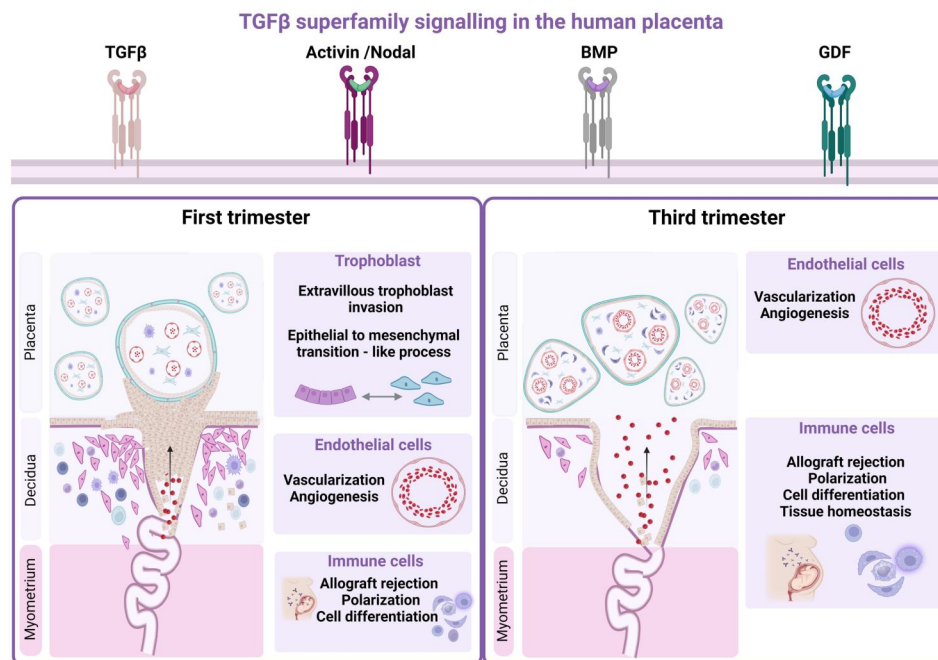 TGFβ superfamily signalling in the human placenta
TGFβ
Activin /Nodal
BMP
GDF
First trimester
Placenta
Decidua
Myometrium
Trophoblast
Extravillous trophoblast
invasion
Epithelial to mesenchymal
transition - like process
Endothelial cells
Vascularization
Angiogenesis
Immune cells
Allograft rejection
Polarization
Cell differentiation
Third trimester
Placenta
Decidua
Myometrium
Endothelial cells
Vascularization
Angiogenesis
Immune cells
Allograft rejection
Polarization
Cell differentiation
Tissue homeostasis